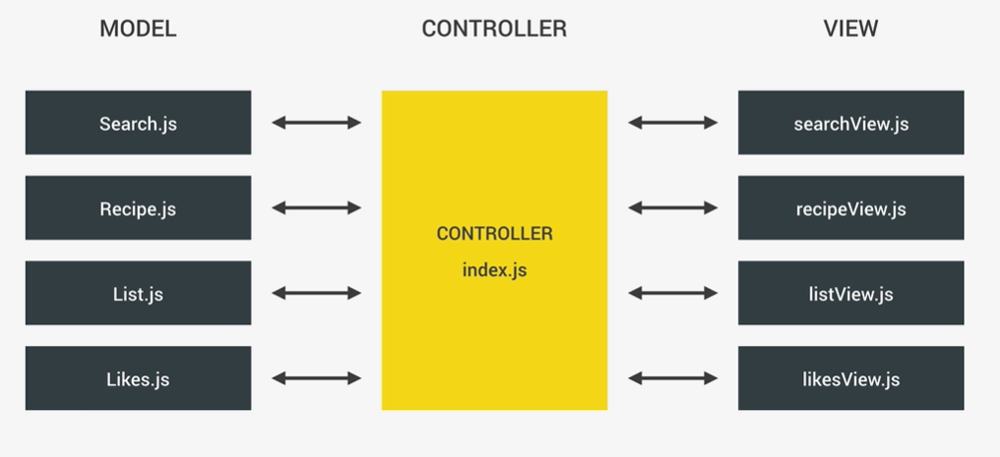 MODEL
CONTROLLER
VIEW
Search.js
searchView.js
Recipe.js
recipeView.js
CONTROLLER
index.js
List.js
listView.js
Likes.js
likesView.js